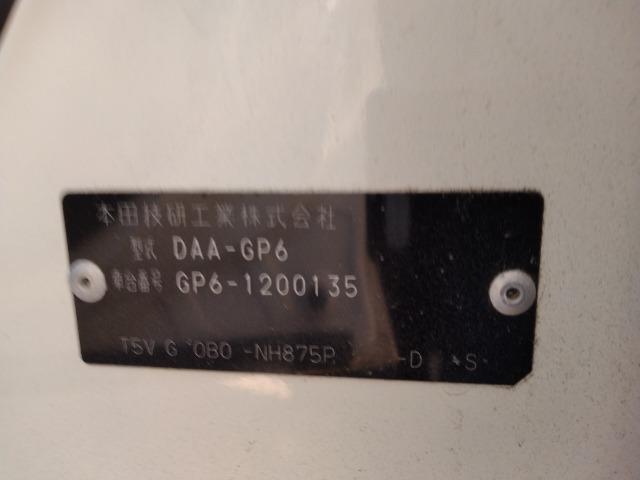 本田技研工業株式会社
型式 DAA-GP6
車台番号 GP6-1200135
T5V G 0B0 -NH875P -D S